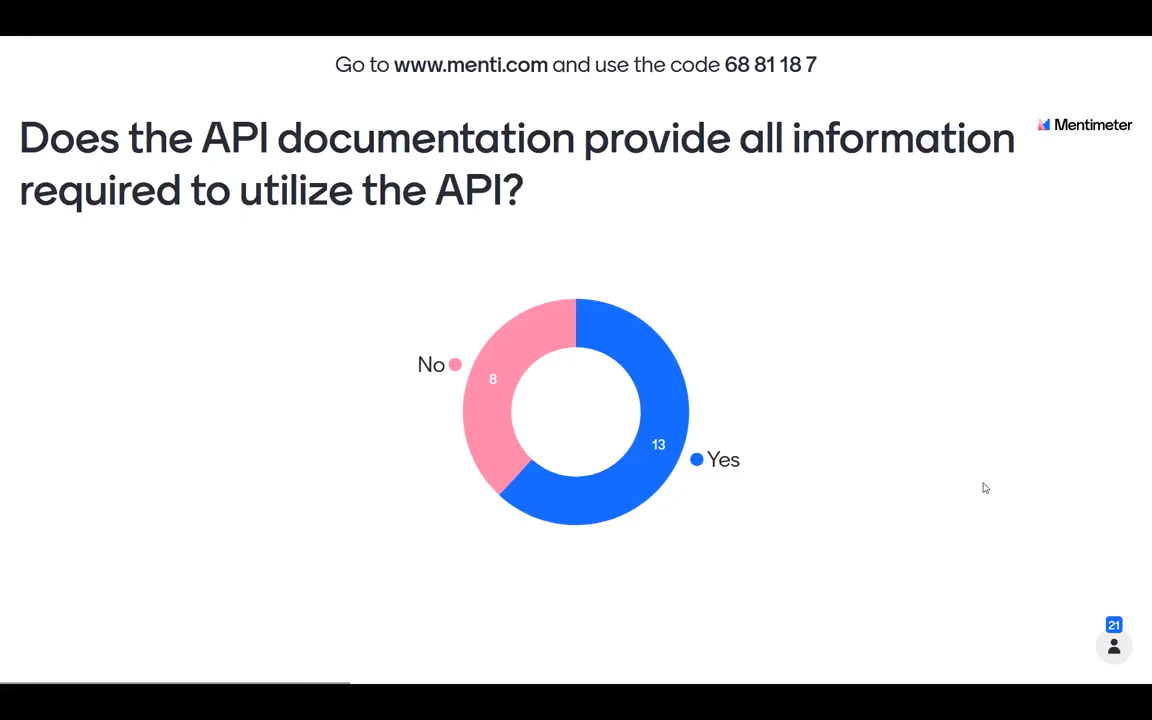 Go to www.menti.com and use the code 68 81 18 7
Does the API documentation provide all information
required to utilize the API?
Mentimeter
No
8
13
Yes
21